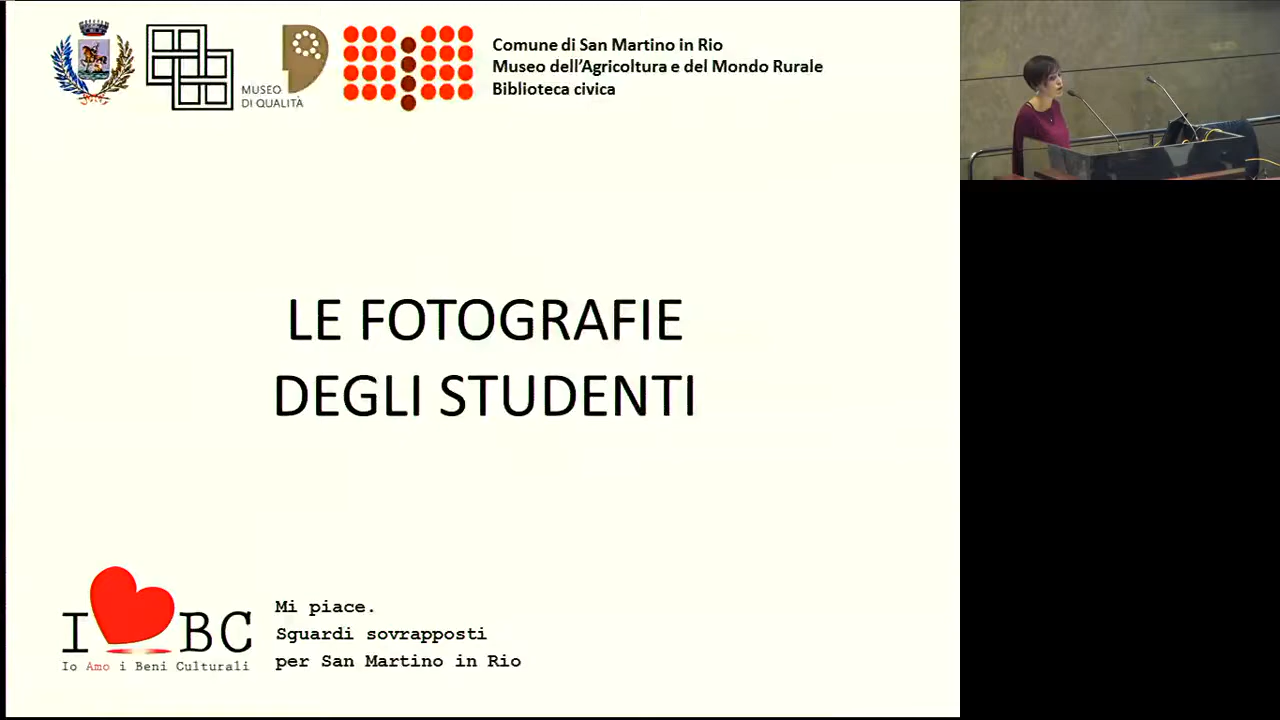 MUSEO
DI QUALITÀ
Comune di San Martino in Rio
Museo dell'Agricoltura e del Mondo Rurale
Biblioteca civica
LE FOTOGRAFIE
DEGLI STUDENTI
I BC
Io Amo i Beni Culturali
Mi piace.
Sguardi sovrapposti
per San Martino in Rio